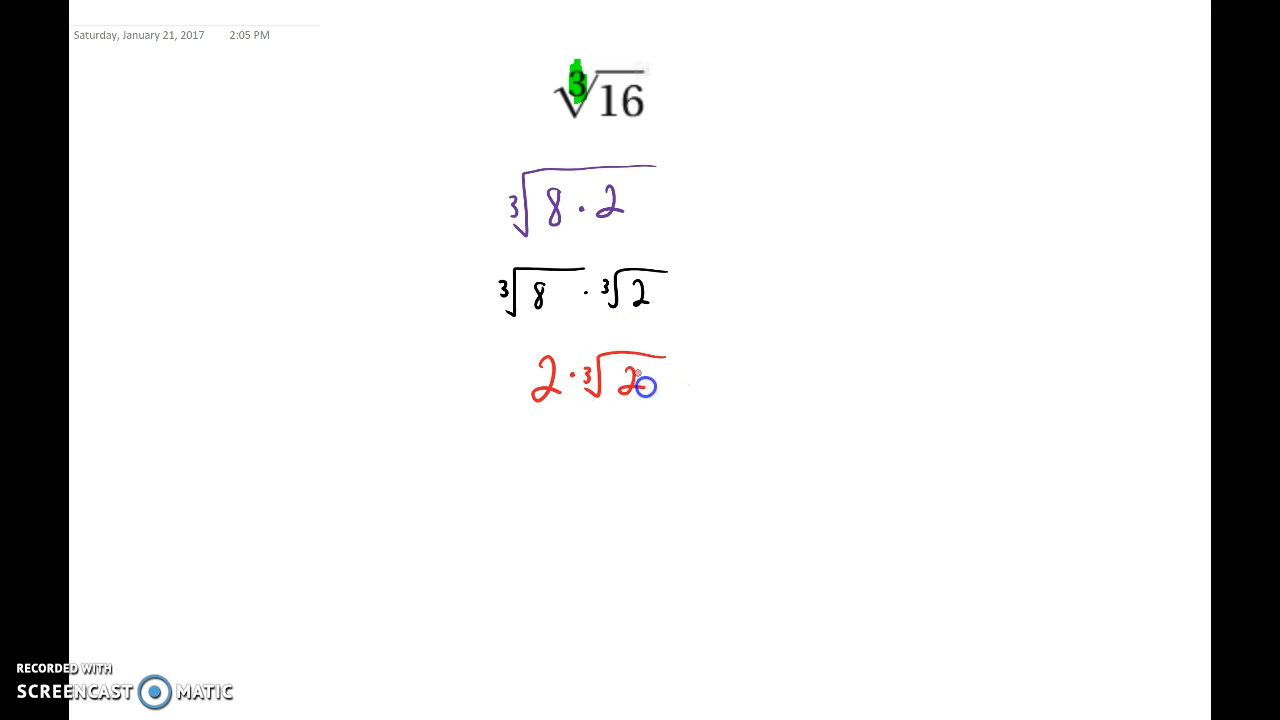 Saturday, January 21, 2017 2:05 PM
∛16
∛8 · 2
∛8 · ∛2
2 · ∛2
RECORDED WITH
SCREENCAST MATIC